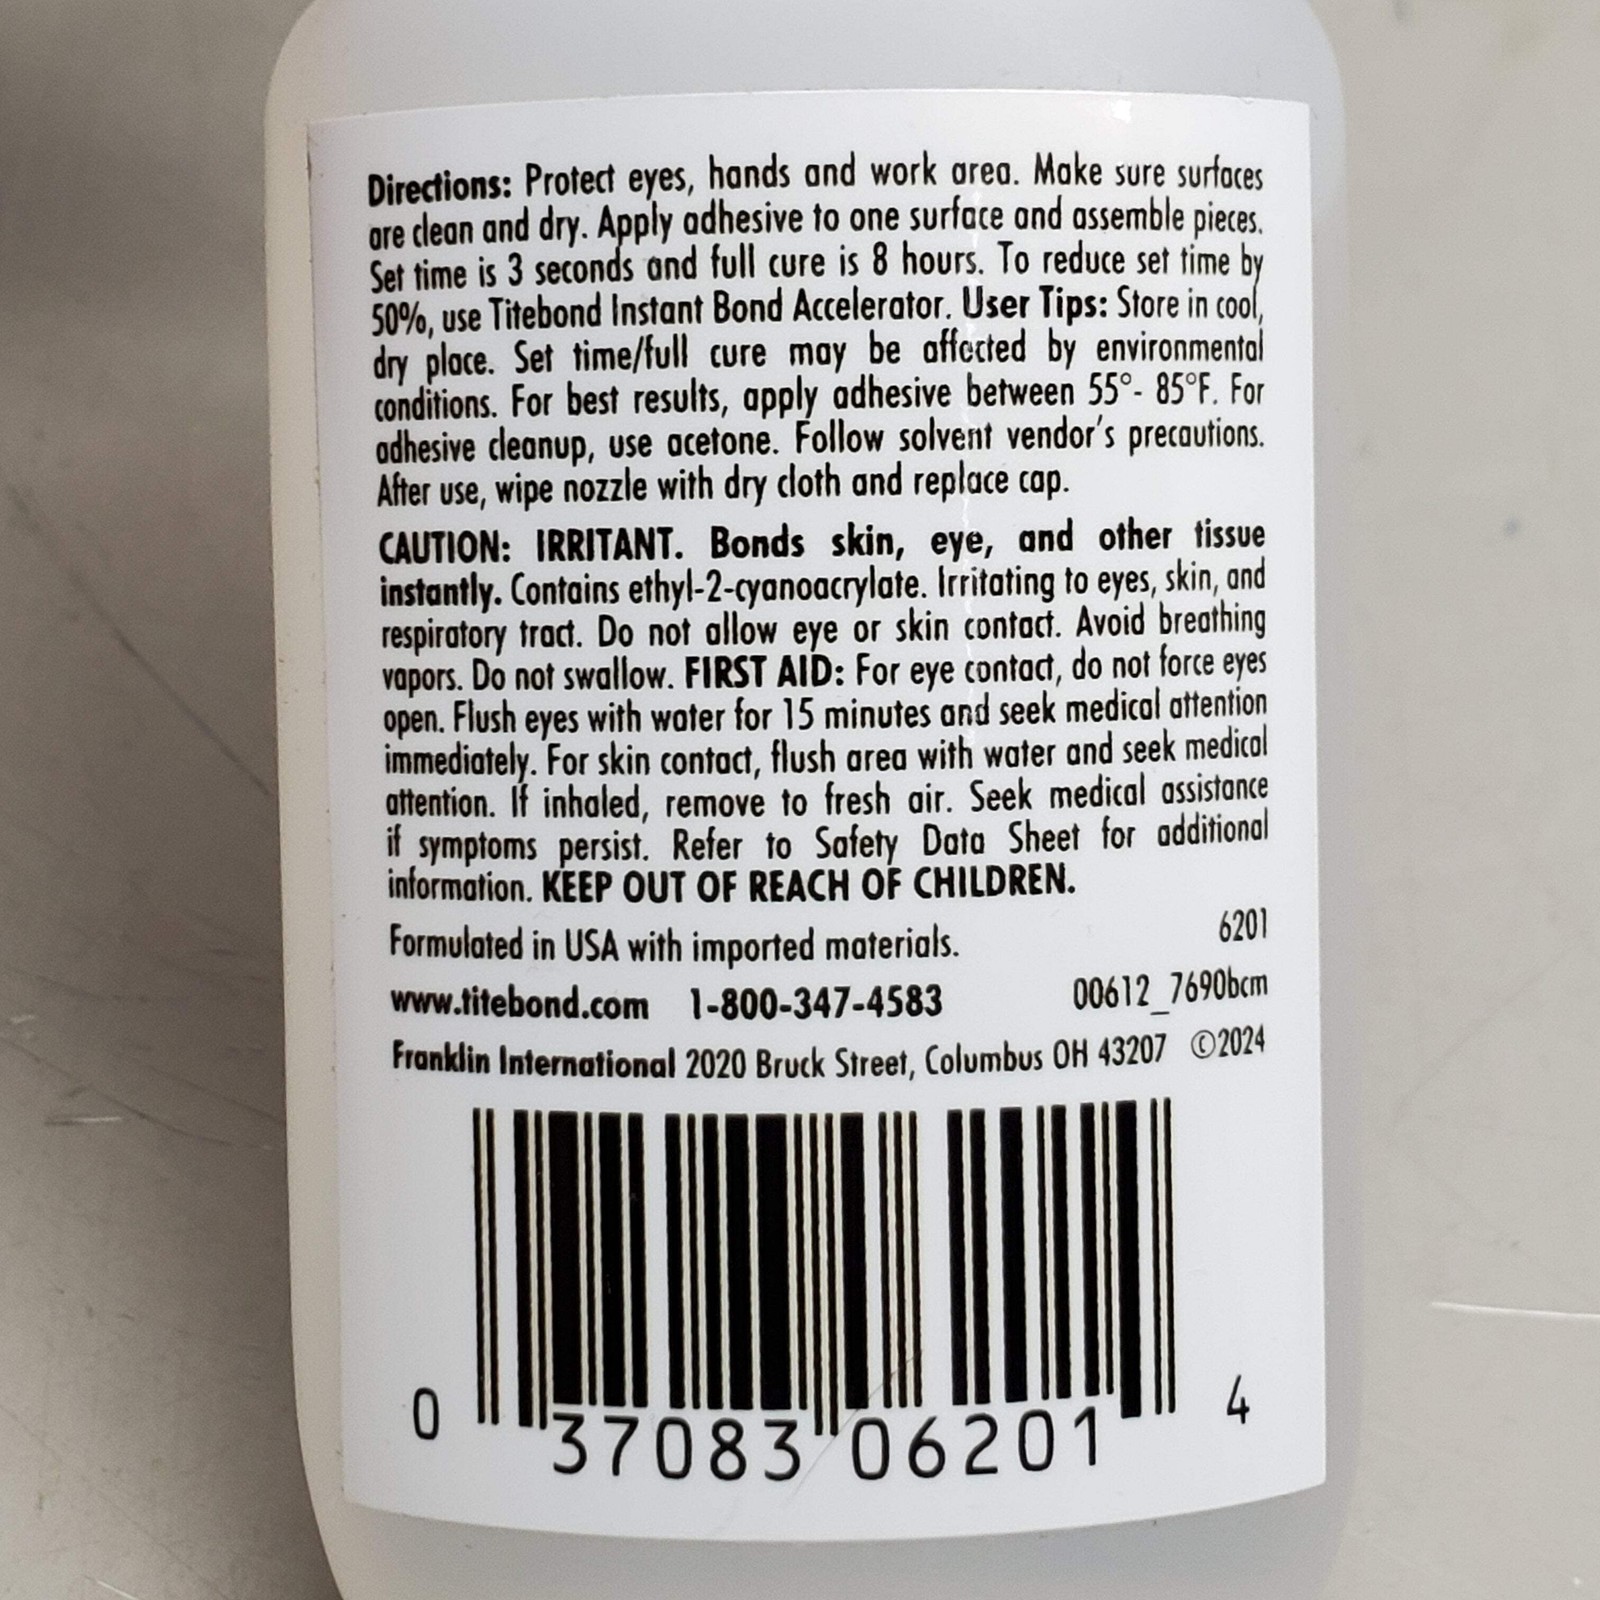 Directions: Protect eyes, hands and work area. Make sure surfaces
are clean and dry. Apply adhesive to one surface and assemble pieces.
Set time is 3 seconds and full cure is 8 hours. To reduce set time by
50%, use Titebond Instant Bond Accelerator. User Tips: Store in cool,
dry place. Set time/full cure may be affected by environmental
conditions. For best results, apply adhesive between 55°- 85°F. For
adhesive cleanup, use acetone. Follow solvent vendor's precautions.
After use, wipe nozzle with dry cloth and replace cap.
CAUTION: IRRITANT. Bonds skin, eye, and other tissue
instantly. Contains ethyl-2-cyanoacrylate. Irritating to eyes, skin, and
respiratory tract. Do not allow eye or skin contact. Avoid breathing
vapors. Do not swallow. FIRST AID: For eye contact, do not force eyes
open. Flush eyes with water for 15 minutes and seek medical attention
immediately. For skin contact, flush area with water and seek medical
attention. If inhaled, remove to fresh air. Seek medical assistance
if symptoms persist. Refer to Safety Data Sheet for additional
information. KEEP OUT OF REACH OF CHILDREN.
Formulated in USA with imported materials. 6201
www.titebond.com 1-800-347-4583 00612_7690bcm
Franklin International 2020 Bruck Street, Columbus OH 43207 ©2024
0 37083 06201 4